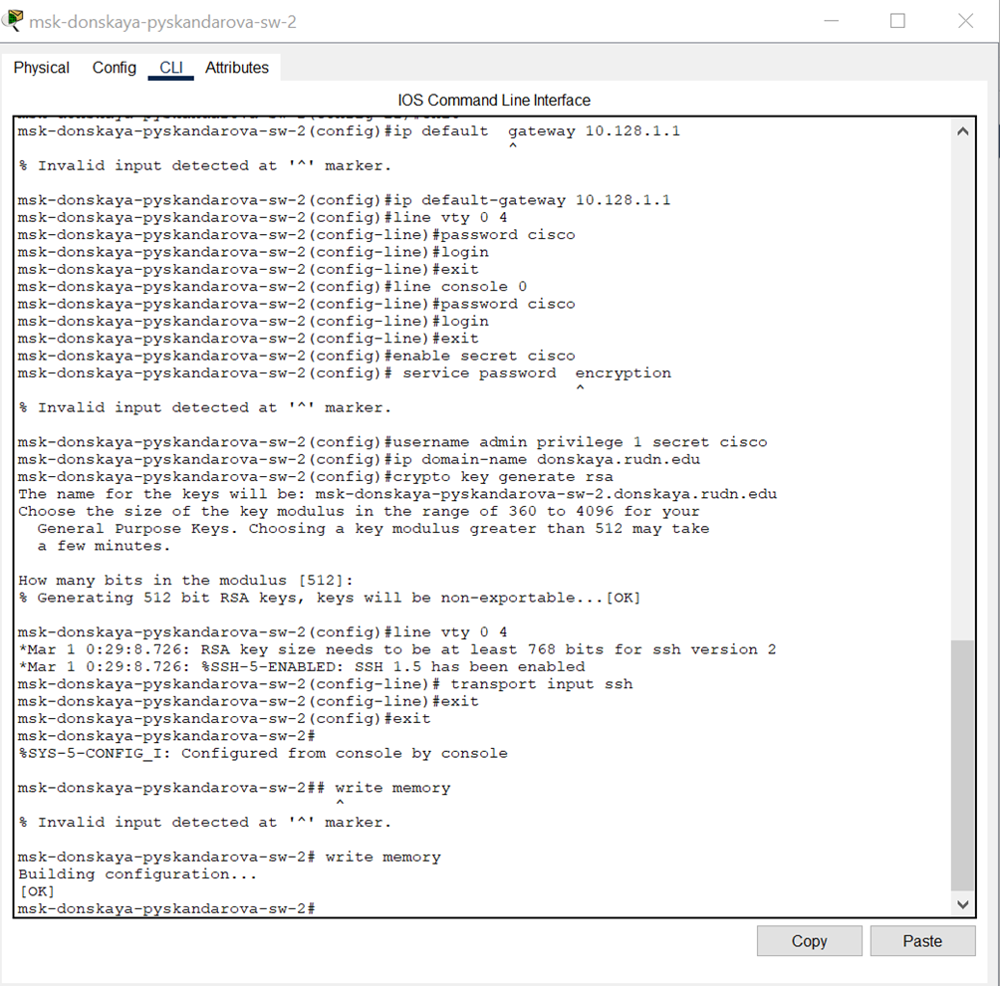 msk-donskaya-pyskandarova-sw-2
Physical Config CLI Attributes
IOS Command Line Interface
msk-donskaya-pyskandarova-sw-2(config)#ip default  gateway 10.128.1.1
^
% Invalid input detected at '^' marker.
msk-donskaya-pyskandarova-sw-2(config)#ip default-gateway 10.128.1.1
msk-donskaya-pyskandarova-sw-2(config)#line vty 0 4
msk-donskaya-pyskandarova-sw-2(config-line)#password cisco
msk-donskaya-pyskandarova-sw-2(config-line)#login
msk-donskaya-pyskandarova-sw-2(config-line)#exit
msk-donskaya-pyskandarova-sw-2(config)#line console 0
msk-donskaya-pyskandarova-sw-2(config-line)#password cisco
msk-donskaya-pyskandarova-sw-2(config-line)#login
msk-donskaya-pyskandarova-sw-2(config-line)#exit
msk-donskaya-pyskandarova-sw-2(config)#enable secret cisco
msk-donskaya-pyskandarova-sw-2(config)# service password  encryption
^
% Invalid input detected at '^' marker.
msk-donskaya-pyskandarova-sw-2(config)#username admin privilege 1 secret cisco
msk-donskaya-pyskandarova-sw-2(config)#ip domain-name donskaya.rudn.edu
msk-donskaya-pyskandarova-sw-2(config)#crypto key generate rsa
The name for the keys will be: msk-donskaya-pyskandarova-sw-2.donskaya.rudn.edu
Choose the size of the key modulus in the range of 360 to 4096 for your
General Purpose Keys. Choosing a key modulus greater than 512 may take
a few minutes.
How many bits in the modulus [512]:
% Generating 512 bit RSA keys, keys will be non-exportable...[OK]
msk-donskaya-pyskandarova-sw-2(config)#line vty 0 4
*Mar 1 0:29:8.726: RSA key size needs to be at least 768 bits for ssh version 2
*Mar 1 0:29:8.726: %SSH-5-ENABLED: SSH 1.5 has been enabled
msk-donskaya-pyskandarova-sw-2(config-line)# transport input ssh
msk-donskaya-pyskandarova-sw-2(config-line)#exit
msk-donskaya-pyskandarova-sw-2(config)#exit
msk-donskaya-pyskandarova-sw-2#
%SYS-5-CONFIG_I: Configured from console by console
msk-donskaya-pyskandarova-sw-2## write memory
^
% Invalid input detected at '^' marker.
msk-donskaya-pyskandarova-sw-2# write memory
Building configuration...
[OK]
msk-donskaya-pyskandarova-sw-2#
Copy Paste